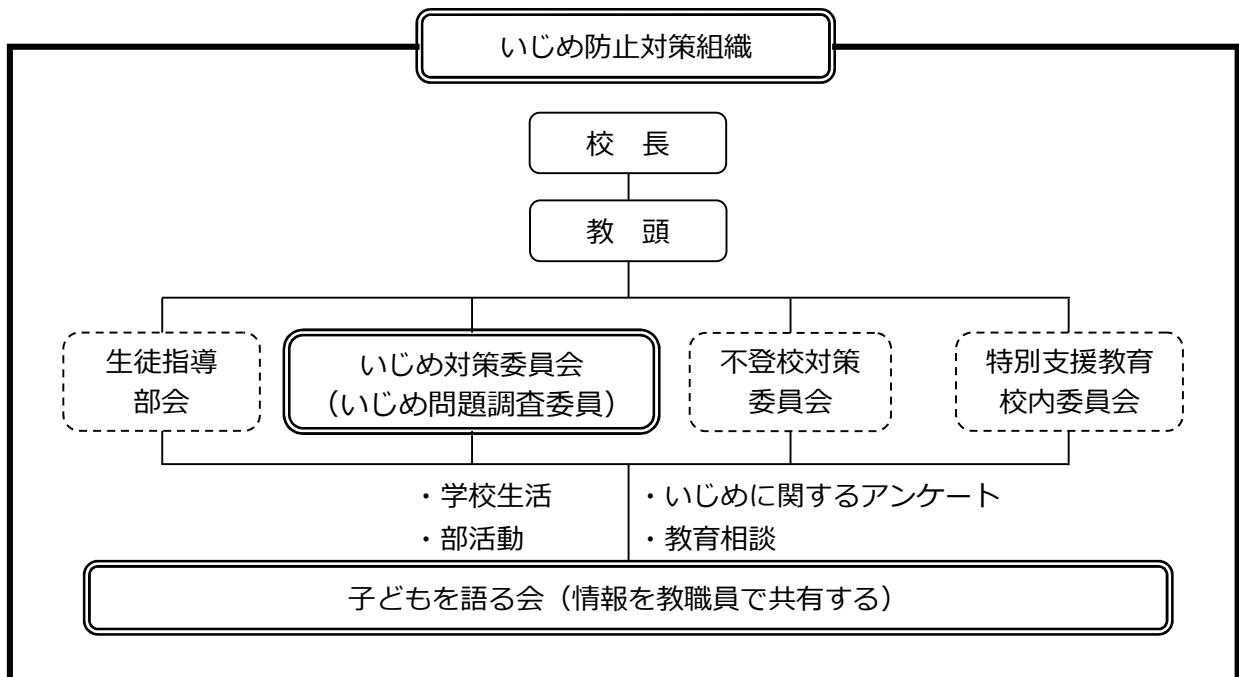 いじめ防止対策組織
校　長
教　頭
生徒指導
部会
いじめ対策委員会
（いじめ問題調査委員）
不登校対策
委員会
特別支援教育
校内委員会
・学校生活
・部活動
・いじめに関するアンケート
・教育相談
子どもを語る会（情報を教職員で共有する）